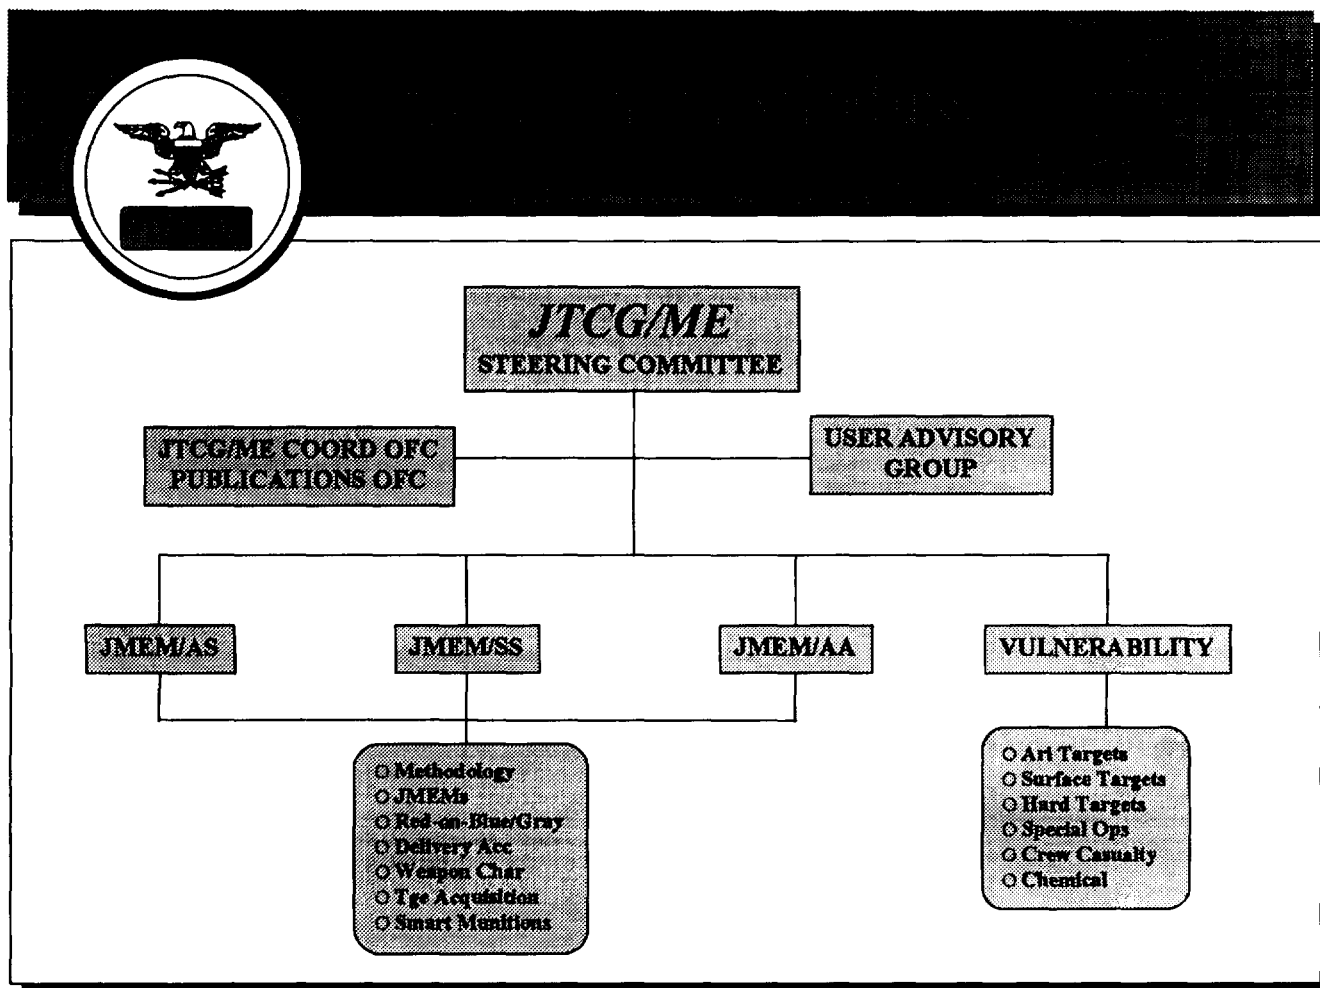 JTCG/ME
STEERING COMMITTEE
JTCG/ME COORD OFC
PUBLICATIONS OFC
USER ADVISORY
GROUP
JMEM/AS
JMEM/SS
JMEM/AA
VULNERABILITY
Methodology
JMEMs
Red-on-Blue/Gray
Delivery Acc
Weapon Char
Tge Acquisition
Smart Munitions
Art Targets
Surface Targets
Hard Targets
Special Ops
Crew Casualty
Chemical